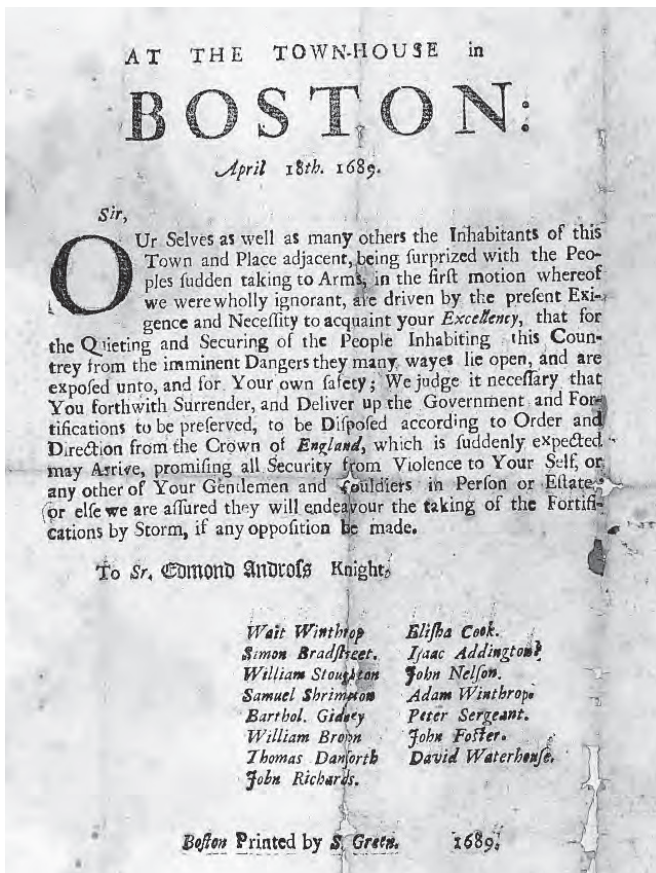 AT THE TOWN-HOUSE in
BOSTON:
April 18th. 1689.
Sir,
OUr Selves as well as many others the Inhabitants of this
Town and Place adjacent, being ſurprized with the Peo-
ples ſudden taking to Arms, in the firſt motion whereof
we were wholly ignorant, are driven by the preſent Exi-
gence and Neceſſity to acquaint your Excellency, that for
the Quieting and Securing of the People Inhabiting this Coun-
trey from the imminent Dangers they many wayes lie open, and are
expoſed unto, and for Your own ſafety; We judge it neceſſary that
You forthwith Surrender, and Deliver up the Government and For-
tifications to be preſerved, to be Diſpoſed according to Order and
Direction from the Crown of England, which is ſuddenly expected
may Arrive, promiſing all Security from Violence to Your Self, or
any other of Your Gentlemen and Souldiers in Perſon or Eſtate
or elſe we are aſſured they will endeavour the taking of the Fortifi-
cations by Storm, if any oppoſition be made.
To Sr. Edmond Androſs Knight.
Wait Winthrop
Simon Bradſtreet.
William Stoughton
Samuel Shrimpton
Barthol. Gidney
William Brown
Thomas Danforth
John Richards.
Eliſha Cook.
Iſaac Addington
John Nelſon.
Adam Winthrop
Peter Sergeant.
John Foſter.
David Waterhouſe.
Boſton Printed by S. Green. 1689.